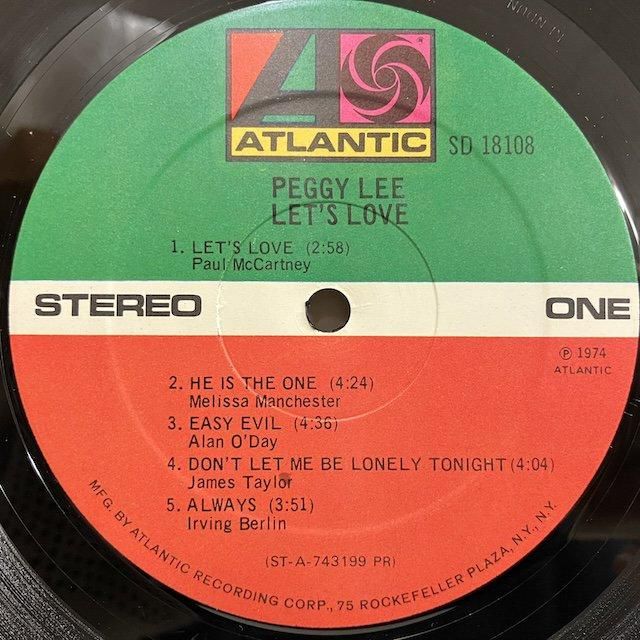 ATLANTIC
SD 18108
PEGGY LEE
LET'S LOVE
1. LET'S LOVE (2:58)
Paul McCartney
STEREO
ONE
℗ 1974
ATLANTIC
2. HE IS THE ONE (4:24)
Melissa Manchester
3. EASY EVIL (4:36)
Alan O'Day
4. DON'T LET ME BE LONELY TONIGHT (4:04)
James Taylor
5. ALWAYS (3:51)
Irving Berlin
(ST-A-743199 PR)
MFG. BY ATLANTIC RECORDING CORP., 75 ROCKEFELLER PLAZA, N.Y., N.Y.